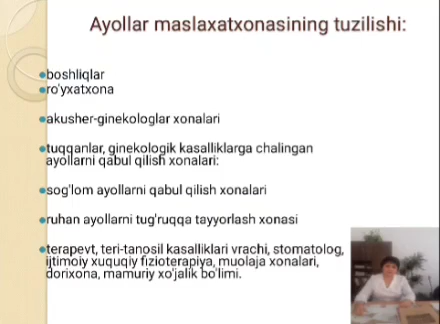 Ayollar maslaxatxonasining tuzilishi:
boshliqlar
ro'yxatxona
akusher-ginekologlar xonalari
tuqqanlar, ginekologik kasalliklarga chalingan
ayollarni qabul qilish xonalari:
sog'lom ayollarni qabul qilish xonalari
ruhan ayollarni tug'ruqqa tayyorlash xonasi
terapevt, teri-tanosil kasalliklari vrachi, stomatolog,
ijtimoiy xuquqiy fizioterapiya, muolaja xonalari,
dorixona, mamuriy xo'jalik bo'limi.